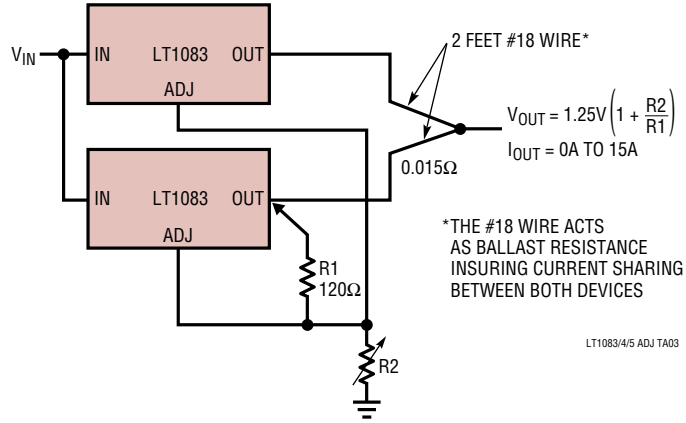 2 FEET #18 WIRE*
VIN
IN LT1083 OUT
ADJ
VOUT = 1.25V (1 + R2/R1)
IOUT = 0A TO 15A
0.015Ω
IN LT1083 OUT
ADJ
*THE #18 WIRE ACTS
AS BALLAST RESISTANCE
INSURING CURRENT SHARING
BETWEEN BOTH DEVICES
R1
120Ω
LT1083/4/5 ADJ TA03
R2